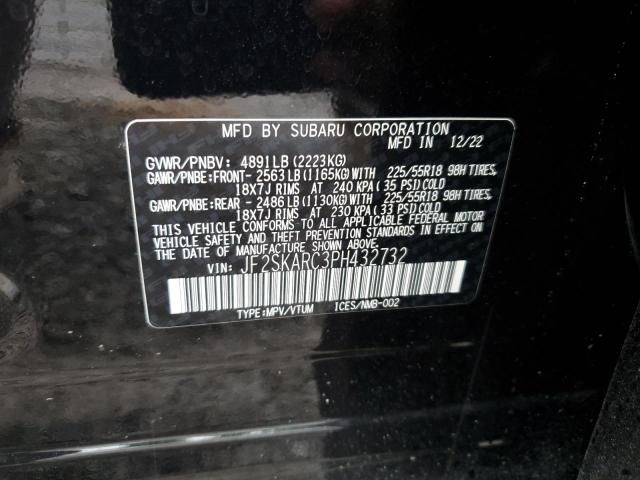 MFD BY SUBARU CORPORATION
MFD IN 12/22
GVWR/PNBV: 4891LB(2223KG)
GAWR/PNBE:FRONT- 2563LB(1165KG)WITH 225/55R18 98H TIRES,
18X7J RIMS AT 240 KPA(35 PSI)COLD
GAWR/PNBE:REAR - 2486LB(1130KG)WITH 225/55R18 98H TIRES,
18X7J RIMS AT 230 KPA(33 PSI)COLD
THIS VEHICLE CONFORMS TO ALL APPLICABLE FEDERAL MOTOR
VEHICLE SAFETY AND THEFT PREVENTION STANDARDS IN EFFECT ON
THE DATE OF MANUFACTURE SHOWN ABOVE.
VIN: JF2SKARC3PH432732
TYPE:MPV/VTUM ICES/NMB-002